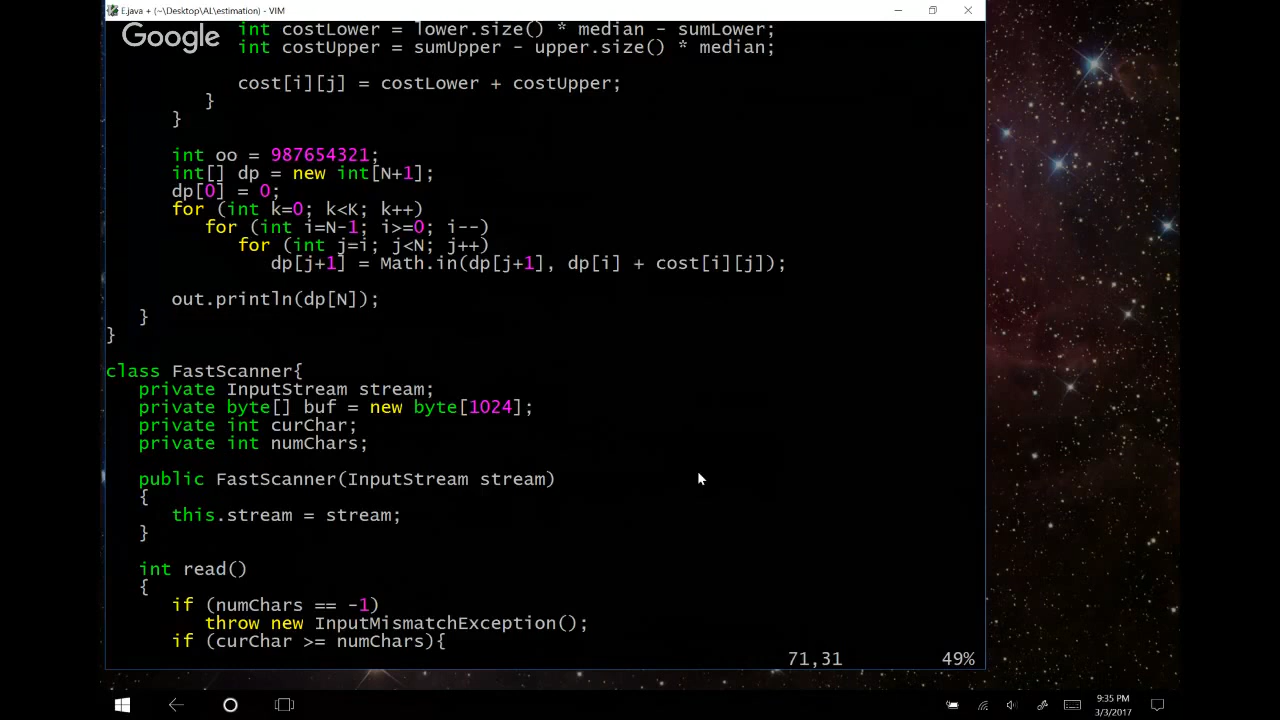 E.java + (~\Desktop\AL\estimation) - VIM
int costLower = lower.size() * median - sumLower;
Google
int costUpper = sumUpper - upper.size() * median;
cost[i][j] = costLower + costUpper;
}
}
int oo = 987654321;
int[] dp = new int[N+1];
dp[0] = 0;
for (int k=0; k<K; k++)
for (int i=N-1; i>=0; i--)
for (int j=i; j<N; j++)
dp[j+1] = Math.in(dp[j+1], dp[i] + cost[i][j]);
out.println(dp[N]);
}
}
class FastScanner{
private InputStream stream;
private byte[] buf = new byte[1024];
private int curChar;
private int numChars;
public FastScanner(InputStream stream)
{
this.stream = stream;
}
int read()
{
if (numChars == -1)
throw new InputMismatchException();
if (curChar >= numChars){
71,31 49%
9:35 PM
3/3/2017